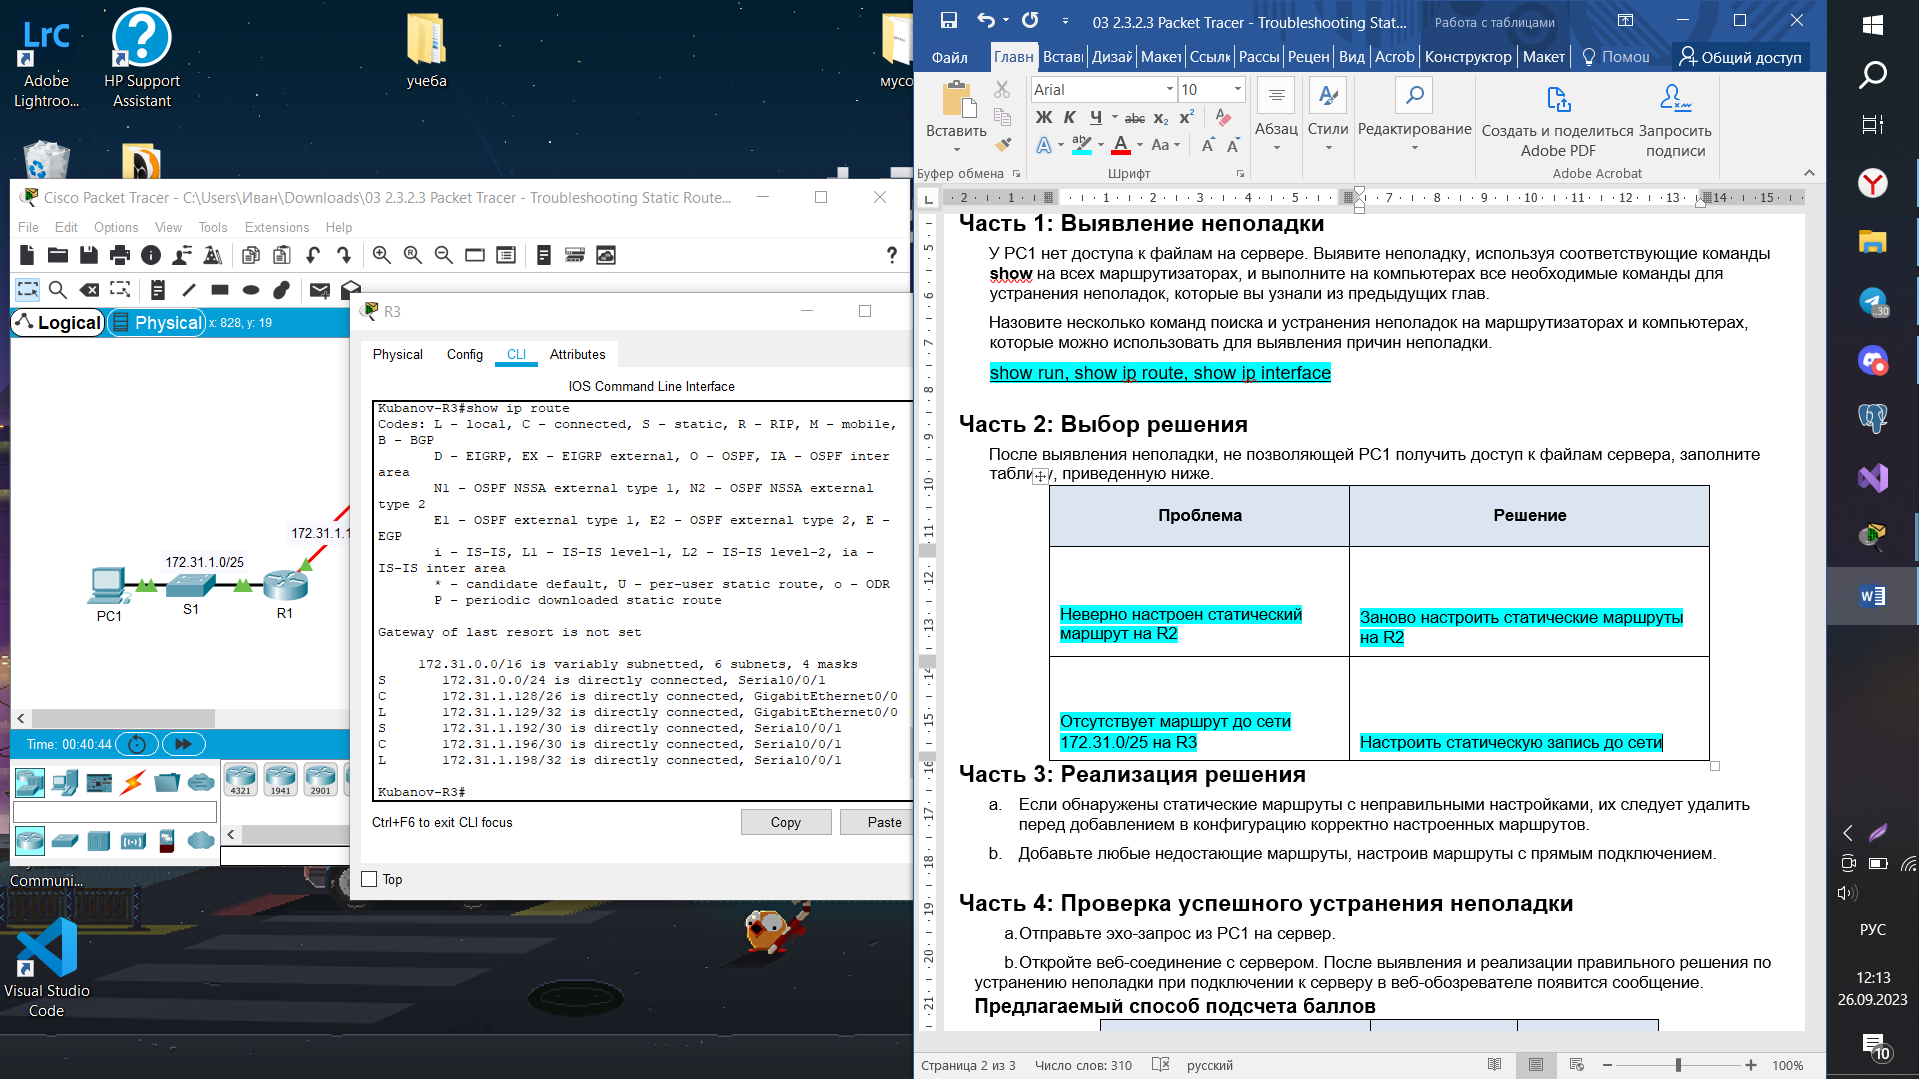 Adobe
Lightroo...
HP Support
Assistant
учеба
мусо
Communi...
Visual Studio
Code
Cisco Packet Tracer - C:\Users\Иван\Downloads\03 2.3.2.3 Packet Tracer - Troubleshooting Static Route...
File Edit Options View Tools Extensions Help
Logical Physical x: 828, y: 19
172.31.1.1
172.31.1.0/25
PC1
S1
R1
Time: 00:40:44
4321 1941 2901
R3
Physical Config CLI Attributes
IOS Command Line Interface
Kubanov-R3#show ip route
Codes: L - local, C - connected, S - static, R - RIP, M - mobile,
B - BGP
D - EIGRP, EX - EIGRP external, O - OSPF, IA - OSPF inter
area
N1 - OSPF NSSA external type 1, N2 - OSPF NSSA external
type 2
E1 - OSPF external type 1, E2 - OSPF external type 2, E -
EGP
i - IS-IS, L1 - IS-IS level-1, L2 - IS-IS level-2, ia -
IS-IS inter area
* - candidate default, U - per-user static route, o - ODR
P - periodic downloaded static route
Gateway of last resort is not set
172.31.0.0/16 is variably subnetted, 6 subnets, 4 masks
S 172.31.0.0/24 is directly connected, Serial0/0/1
C 172.31.1.128/26 is directly connected, GigabitEthernet0/0
L 172.31.1.129/32 is directly connected, GigabitEthernet0/0
S 172.31.1.192/30 is directly connected, Serial0/0/1
C 172.31.1.196/30 is directly connected, Serial0/0/1
L 172.31.1.198/32 is directly connected, Serial0/0/1
Kubanov-R3#
Ctrl+F6 to exit CLI focus
Copy Paste
Top
03 2.3.2.3 Packet Tracer - Troubleshooting Stat... Работа с таблицами
Файл Главн Вставі Дизай Макет Ссылк Рассы Рецен Вид Acrob Конструктор Макет Помощ Общий доступ
Arial 10
Вставить
Ж К Ч abc x₂ x²
Абзац Стили Редактирование
Создать и поделиться
Adobe PDF
Запросить
подписи
Буфер обмена Шрифт Adobe Acrobat
Часть 1: Выявление неполадки
У PC1 нет доступа к файлам на сервере. Выявите неполадку, используя соответствующие команды
show на всех маршрутизаторах, и выполните на компьютерах все необходимые команды для
устранения неполадок, которые вы узнали из предыдущих глав.
Назовите несколько команд поиска и устранения неполадок на маршрутизаторах и компьютерах,
которые можно использовать для выявления причин неполадки.
show run, show ip route, show ip interface
Часть 2: Выбор решения
После выявления неполадки, не позволяющей PC1 получить доступ к файлам сервера, заполните
таблицу, приведенную ниже.
Проблема Решение
Неверно настроен статический
маршрут на R2
Заново настроить статические маршруты
на R2
Отсутствует маршрут до сети
172.31.0/25 на R3
Настроить статическую запись до сети
Часть 3: Реализация решения
a. Если обнаружены статические маршруты с неправильными настройками, их следует удалить
перед добавлением в конфигурацию корректно настроенных маршрутов.
b. Добавьте любые недостающие маршруты, настроив маршруты с прямым подключением.
Часть 4: Проверка успешного устранения неполадки
a.Отправьте эхо-запрос из PC1 на сервер.
b.Откройте веб-соединение с сервером. После выявления и реализации правильного решения по
устранению неполадки при подключении к серверу в веб-обозревателе появится сообщение.
Предлагаемый способ подсчета баллов
Страница 2 из 3 Число слов: 310 русский 100%
РУС
12:13
26.09.2023
10